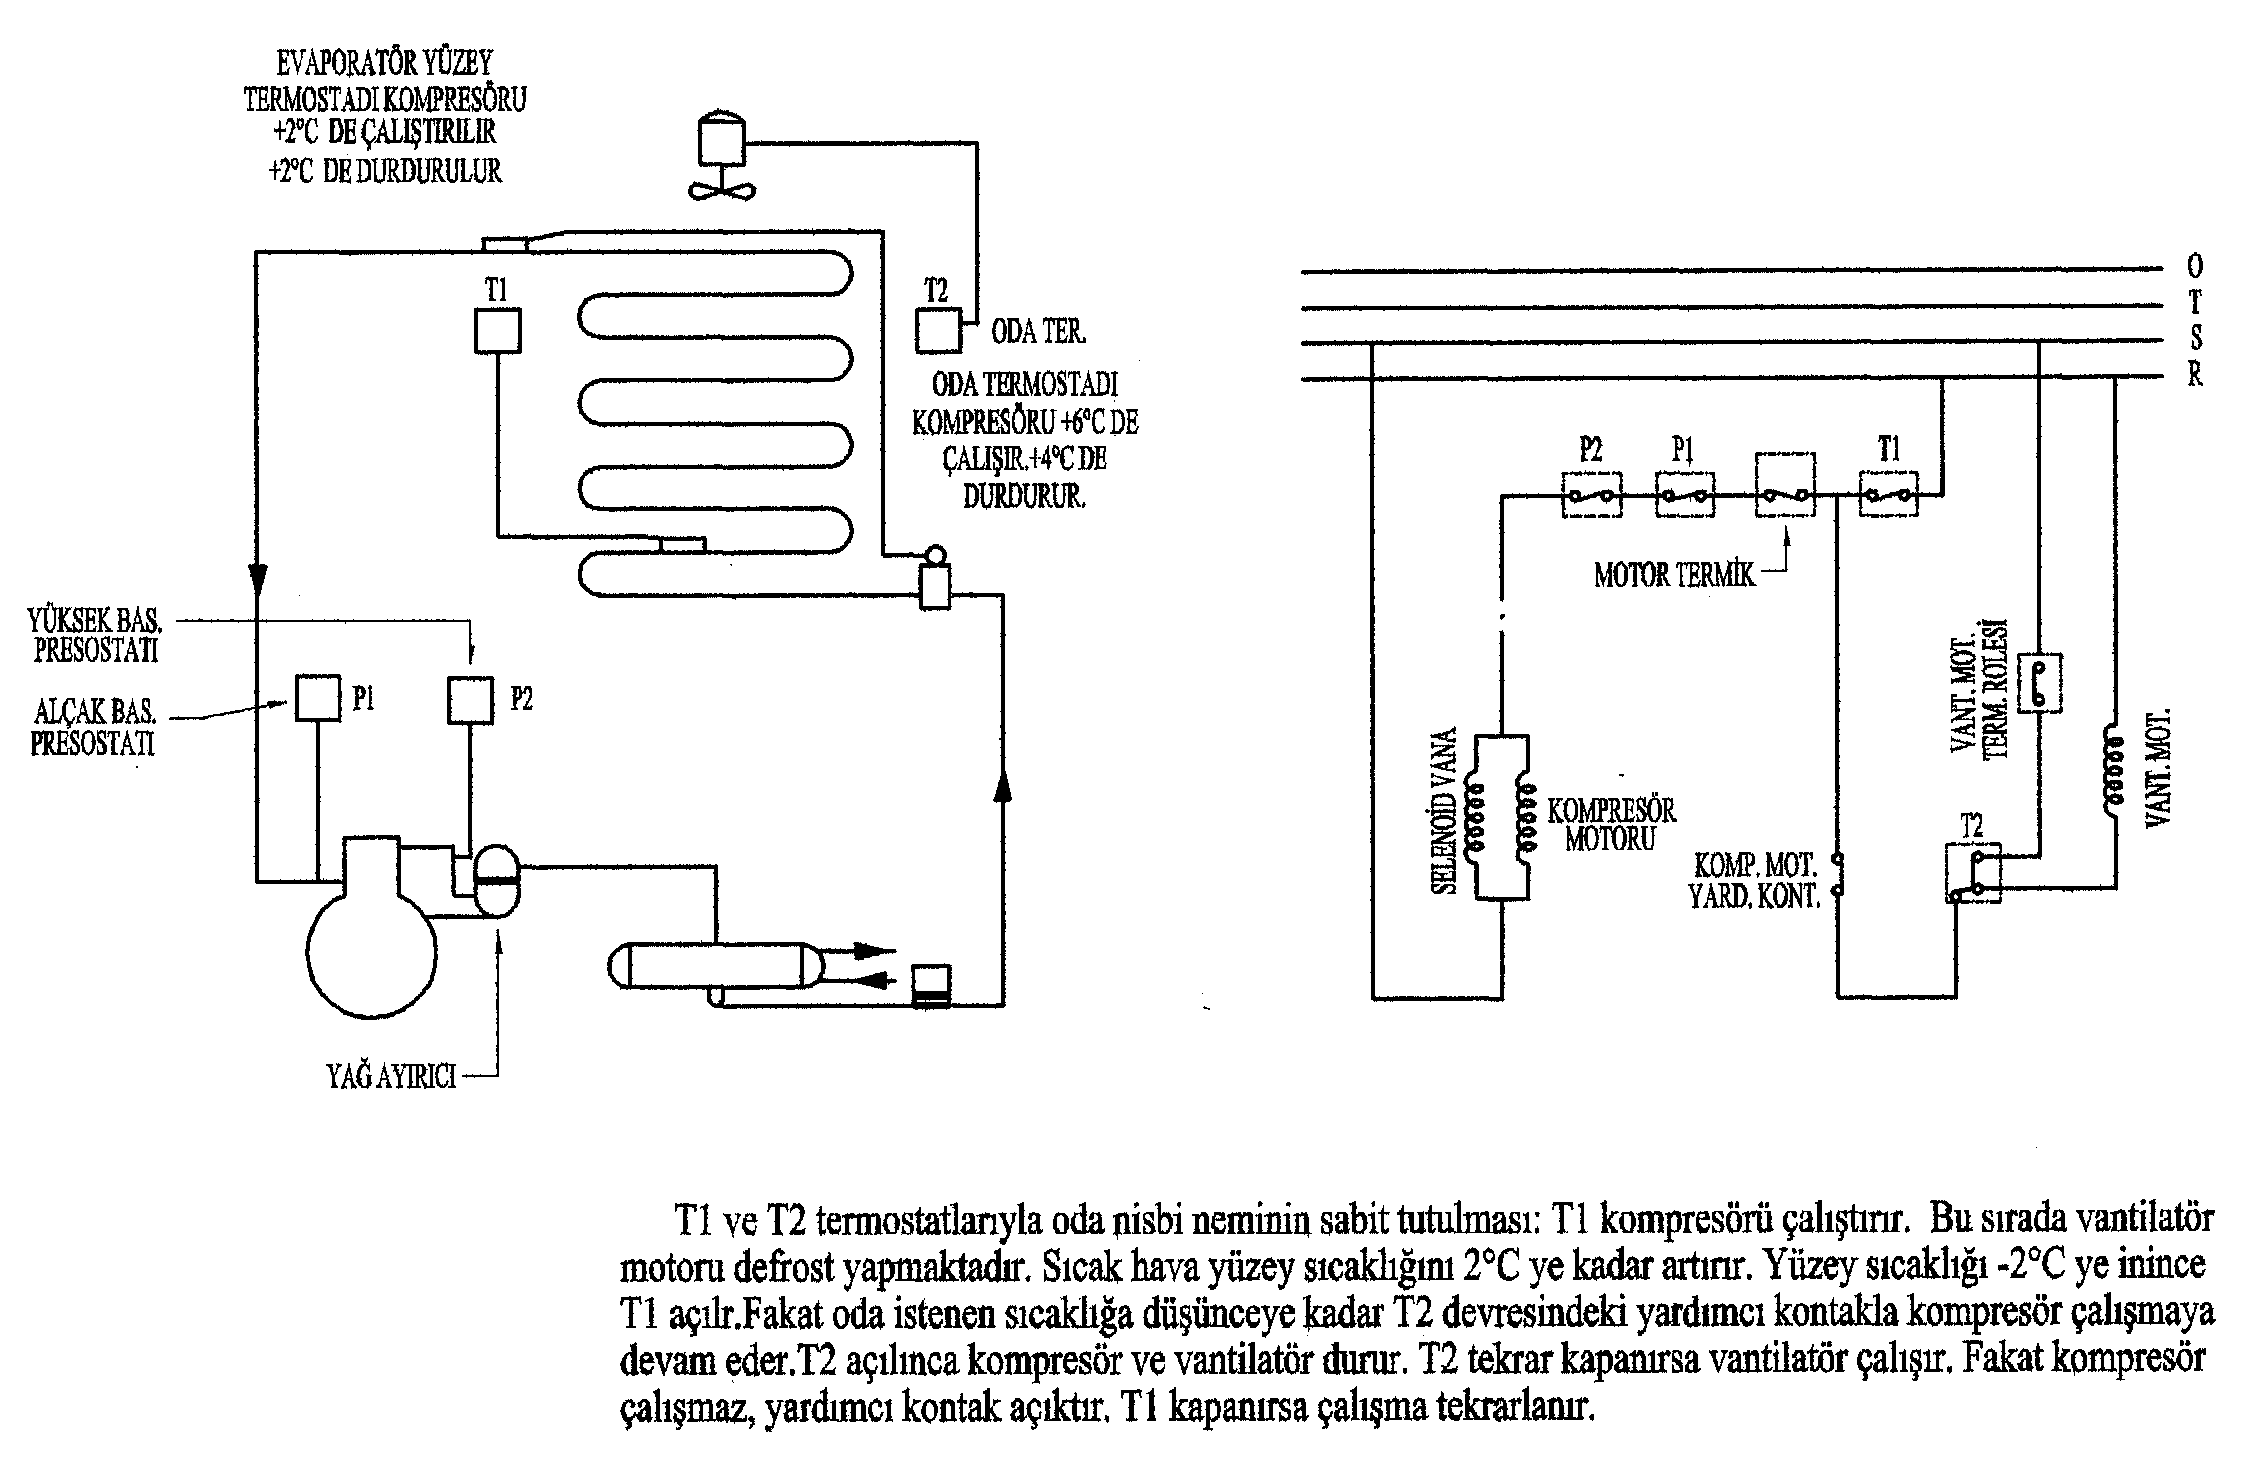 EVAPORATÖR YÜZEY
TERMOSTADI KOMPRESÖRU
+2°C DE ÇALIŞTIRILIR
+2°C DE DURDURULUR
T1
T2
ODA TER.
ODA TERMOSTADI
KOMPRESÖRU +6°C DE
ÇALIŞIR.+4°C DE
DURDURUR.
YÜKSEK BAS.
PRESOSTATI
ALÇAK BAS.
PRESOSTATI
P1
P2
YAĞ AYIRICI
O
T
S
R
P2
P1
T1
MOTOR TERMİK
SELENOİD VANA
KOMPRESÖR
MOTORU
KOMP. MOT.
YARD. KONT.
VANT. MOT.
TERM. ROLESİ
T2
VANT. MOT.
T1 ve T2 termostatlarıyla oda nisbi neminin sabit tutulması: T1 kompresörü çalıştırır. Bu sırada vantilatör
motoru defrost yapmaktadır. Sıcak hava yüzey sıcaklığını 2°C ye kadar artırır. Yüzey sıcaklığı -2°C ye inince
T1 açılr.Fakat oda istenen sıcaklığa düşünceye kadar T2 devresindeki yardımcı kontakla kompresör çalışmaya
devam eder.T2 açılınca kompresör ve vantilatör durur. T2 tekrar kapanırsa vantilatör çalışır. Fakat kompresör
çalışmaz, yardımcı kontak açıktır. T1 kapanırsa çalışma tekrarlanır.